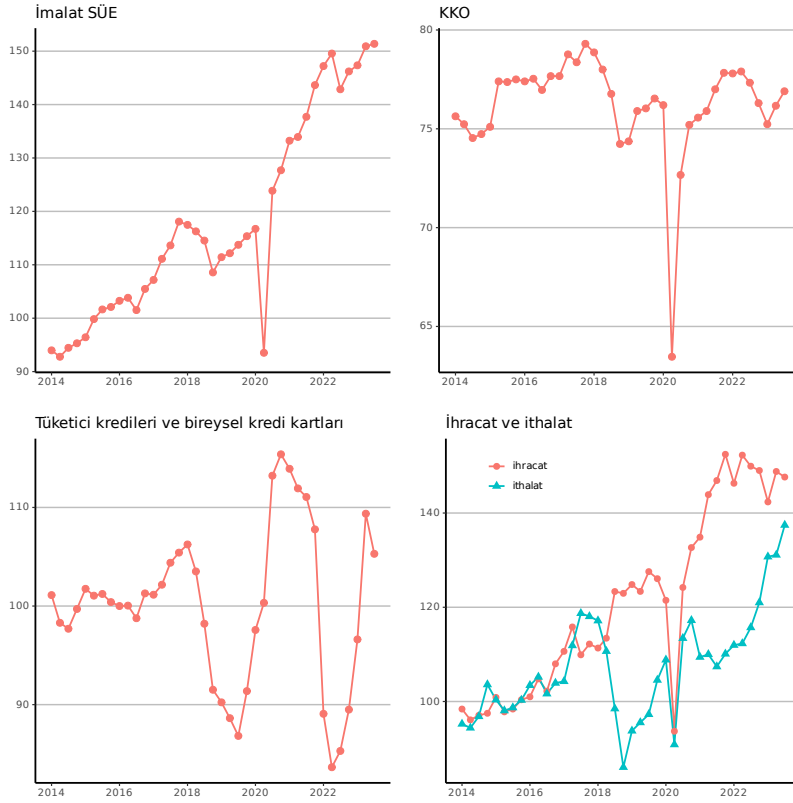 İmalat SÜE
150
140
130
120
110
100
90
2014 2016 2018 2020 2022
KKO
80
75
70
65
2014 2016 2018 2020 2022
Tüketici kredileri ve bireysel kredi kartları
110
100
90
2014 2016 2018 2020 2022
İhracat ve ithalat
ihracat
ithalat
140
120
100
2014 2016 2018 2020 2022